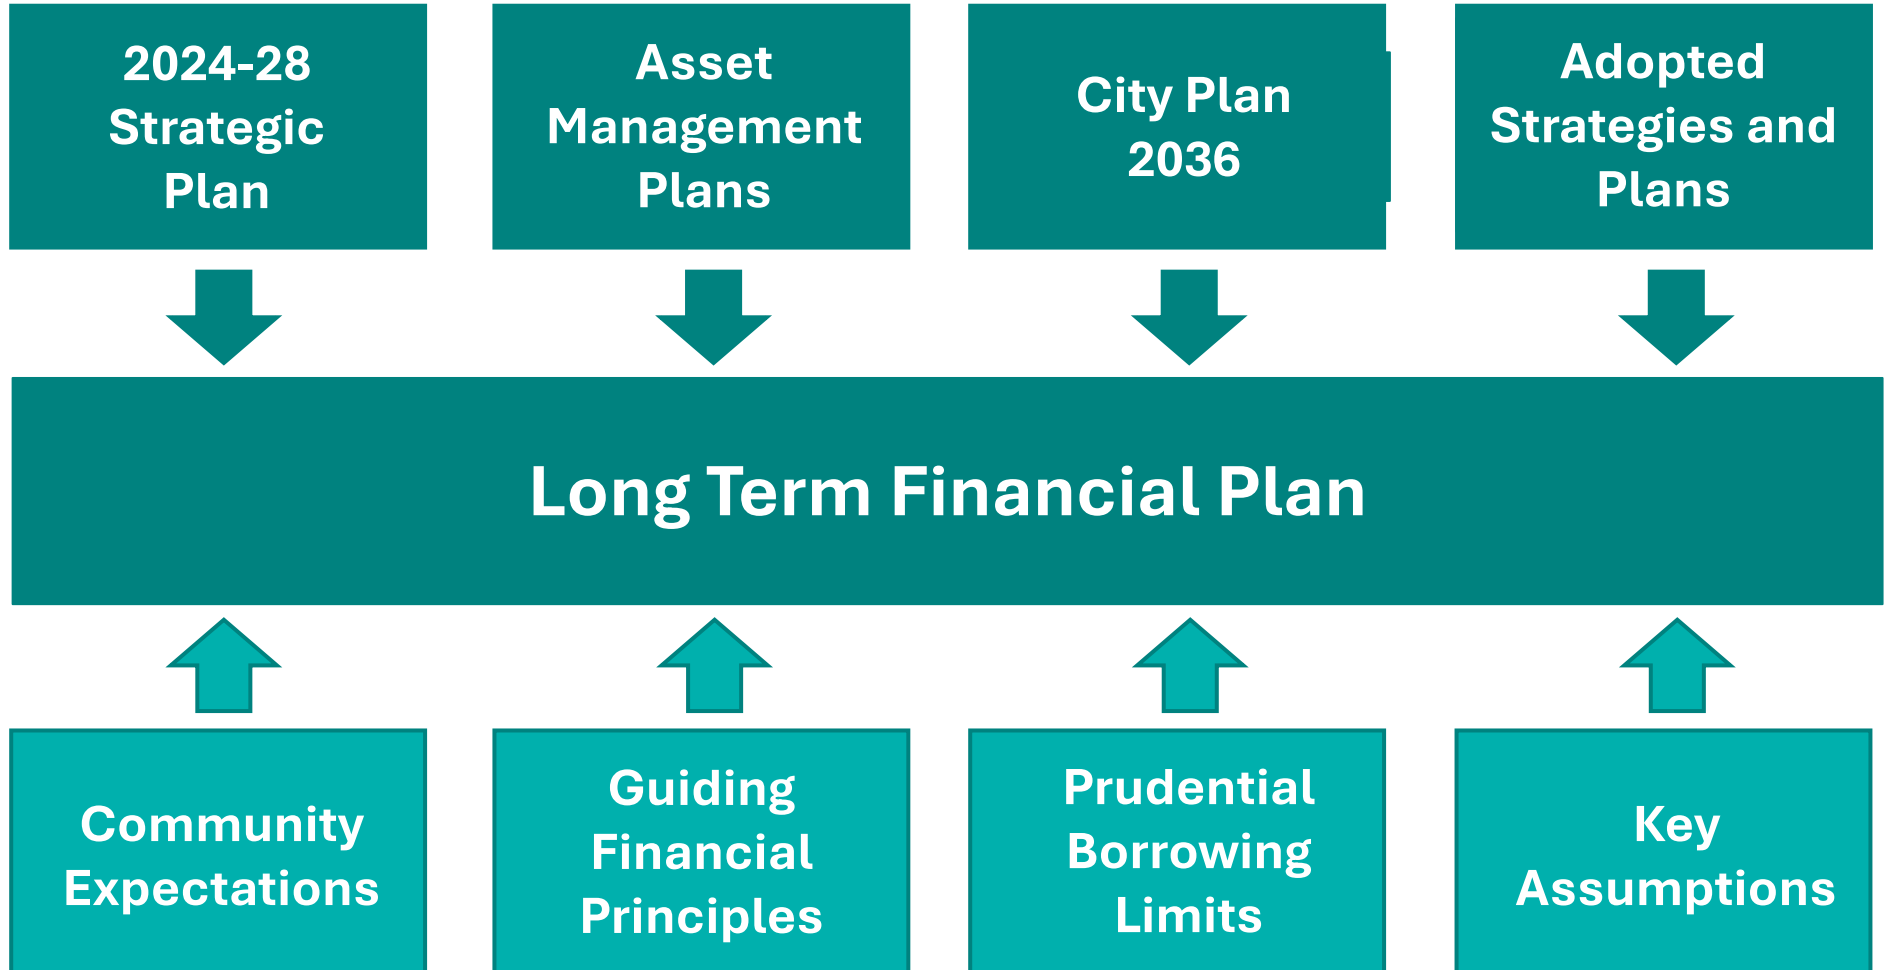 2024-28
Strategic
Plan
Asset
Management
Plans
City Plan
2036
Adopted
Strategies and
Plans
Long Term Financial Plan
Community
Expectations
Guiding
Financial
Principles
Prudential
Borrowing
Limits
Key
Assumptions